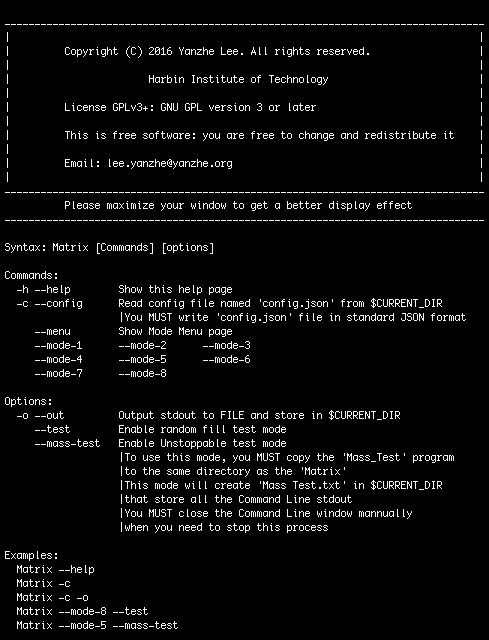 Copyright (C) 2016 Yanzhe Lee. All rights reserved.
Harbin Institute of Technology
License GPLv3+: GNU GPL version 3 or later
This is free software: you are free to change and redistribute it
Email: lee.yanzhe@yanzhe.org
Please maximize your window to get a better display effect
Syntax: Matrix [Commands] [options]
Commands:
-h --help Show this help page
-c --config Read config file named 'config.json' from $CURRENT_DIR
|You MUST write 'config.json' file in standard JSON format
--menu Show Mode Menu page
--mode-1 --mode-2 --mode-3
--mode-4 --mode-5 --mode-6
--mode-7 --mode-8
Options:
-o --out Output stdout to FILE and store in $CURRENT_DIR
--test Enable random fill test mode
--mass-test Enable Unstoppable test mode
|To use this mode, you MUST copy the 'Mass_Test' program
|to the same directory as the 'Matrix'
|This mode will create 'Mass Test.txt' in $CURRENT_DIR
|that store all the Command Line stdout
|You MUST close the Command Line window mannually
|when you need to stop this process
Examples:
Matrix --help
Matrix -c
Matrix -c -o
Matrix --mode-8 --test
Matrix --mode-5 --mass-test